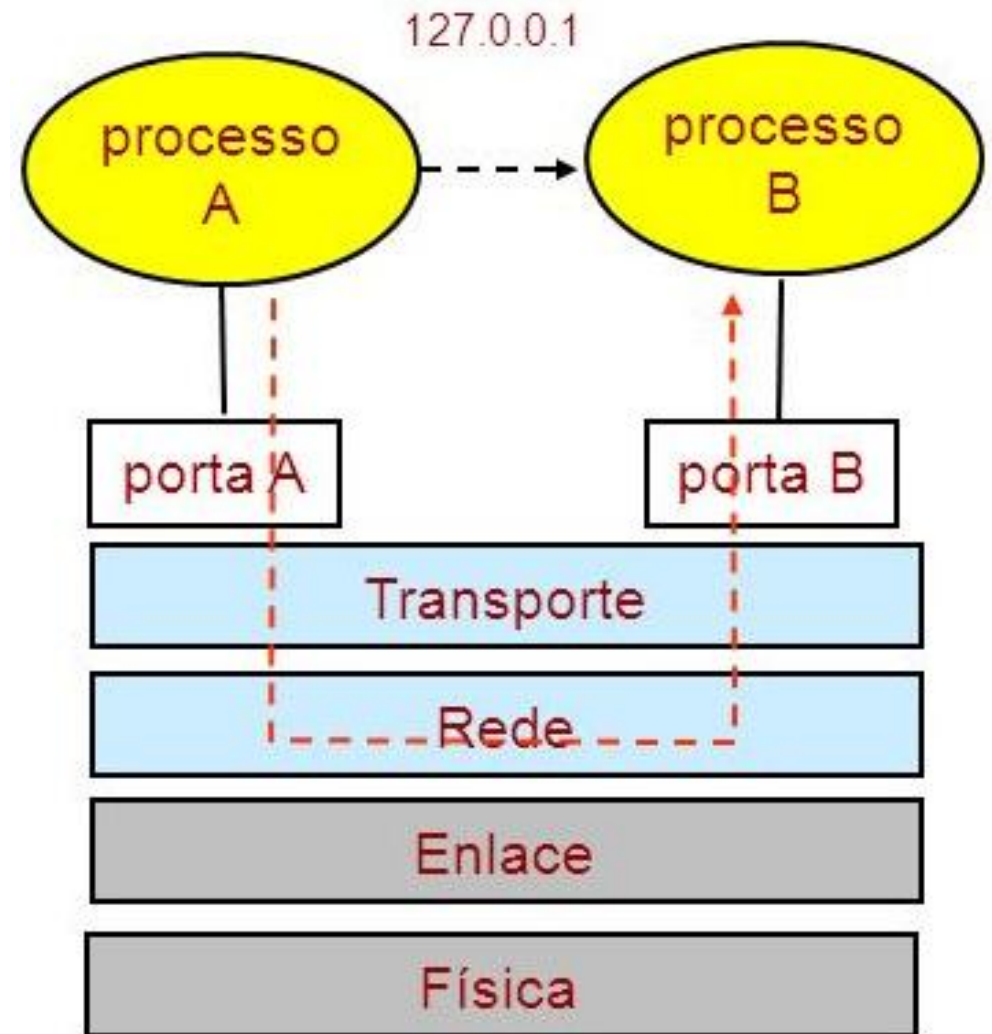 127.0.0.1
processo
A
processo
B
porta A
porta B
Transporte
Rede
Enlace
Física